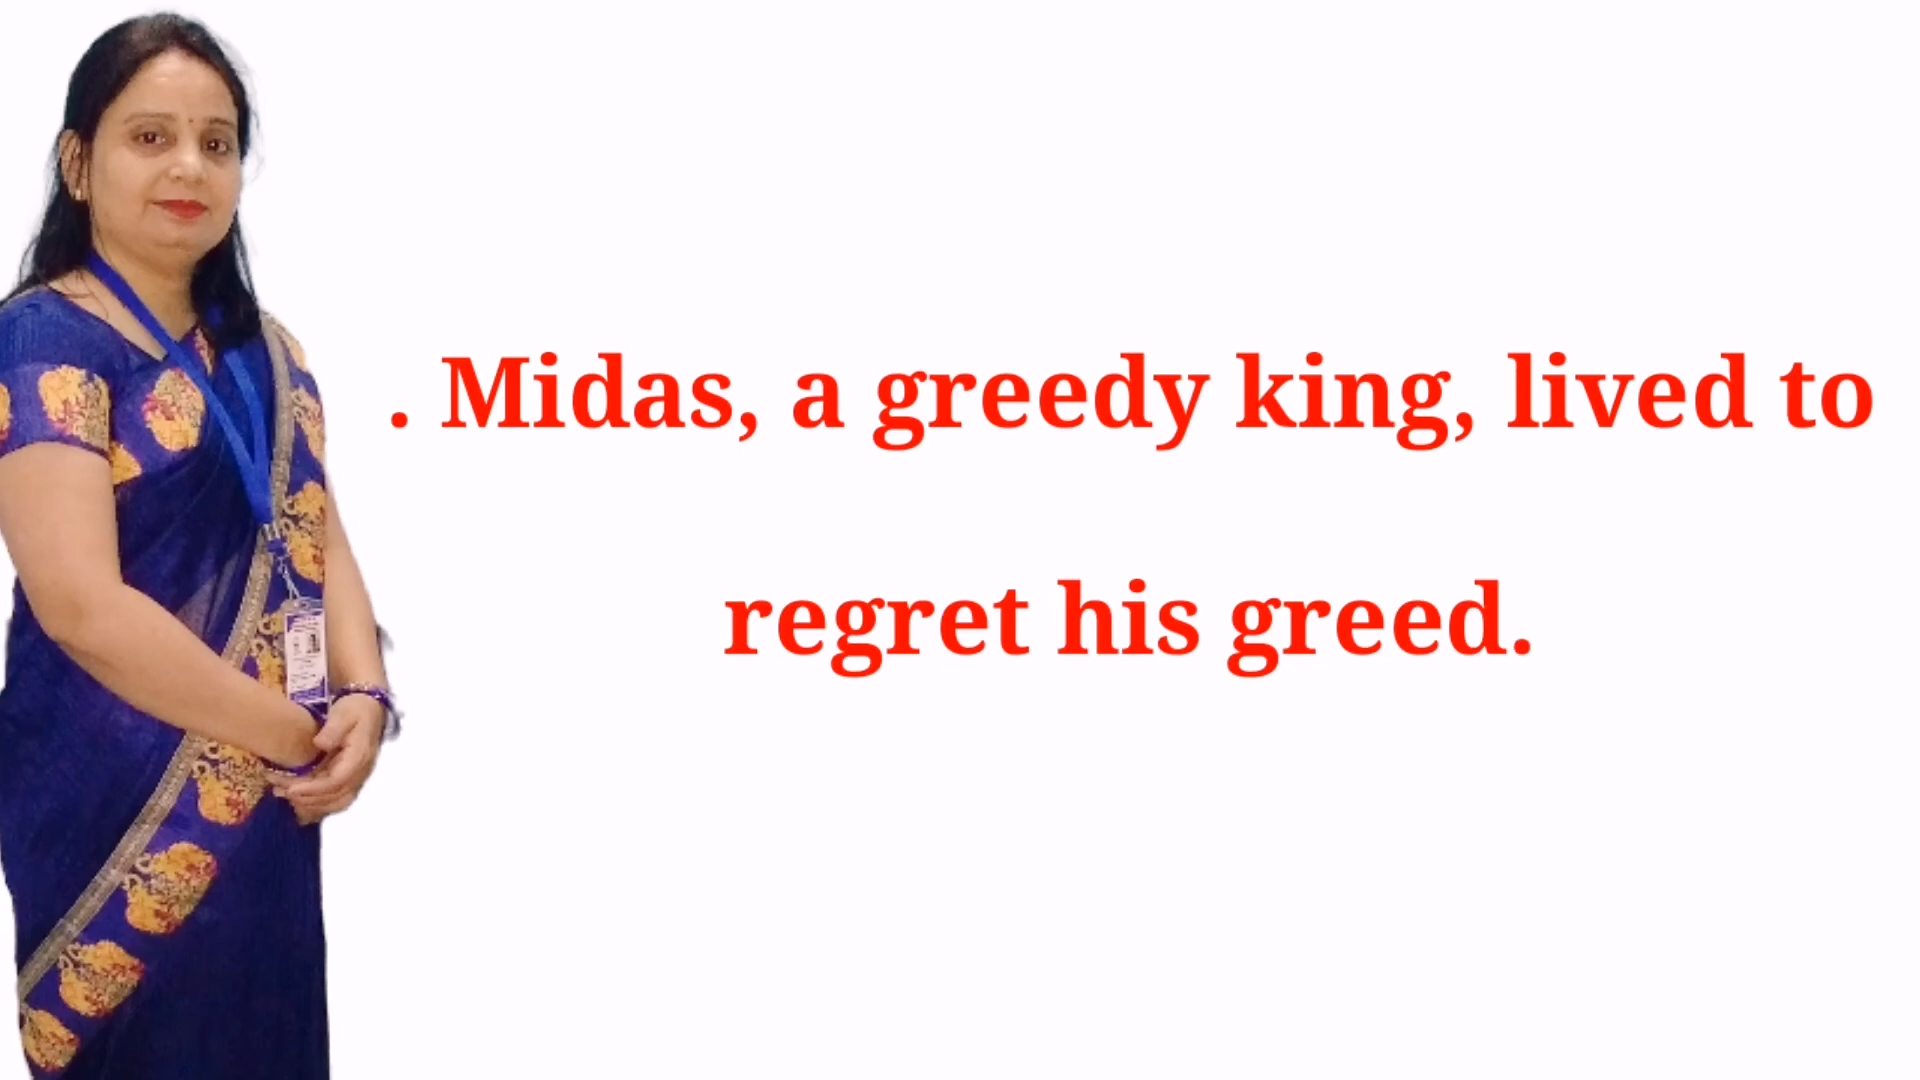 . Midas, a greedy king, lived to
regret his greed.